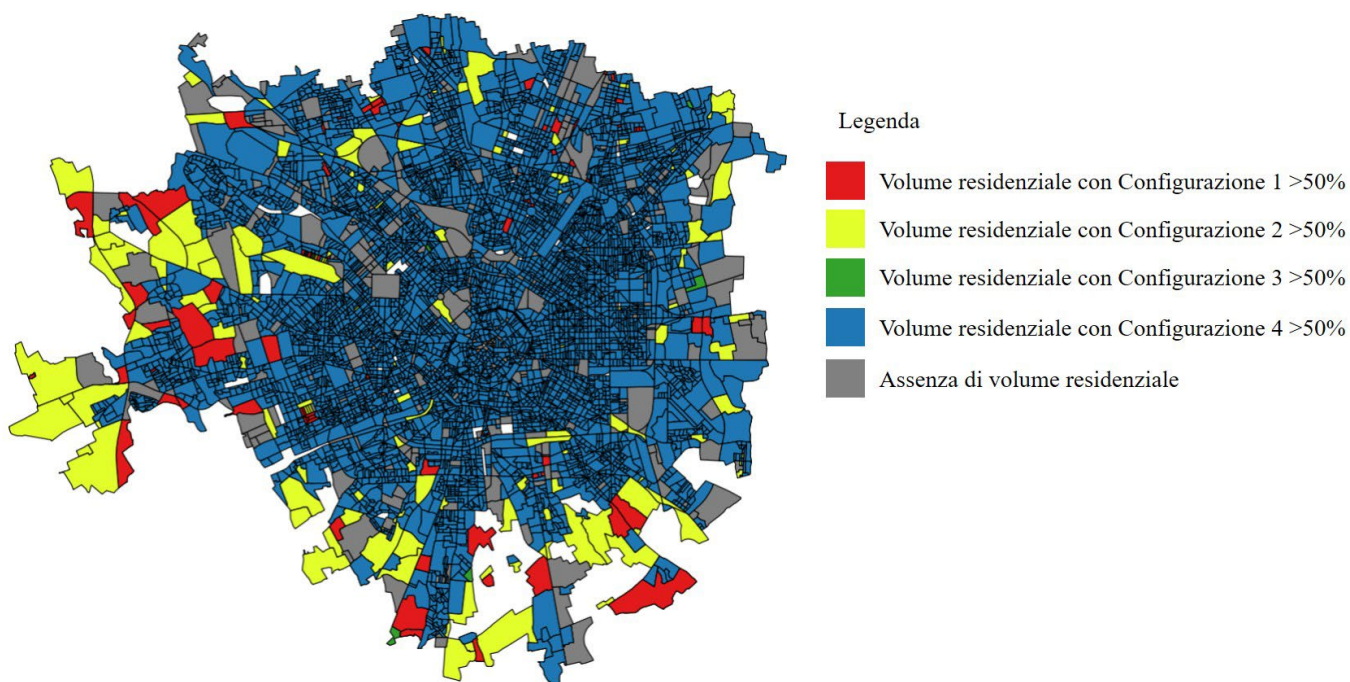 Legenda
Volume residenziale con Configurazione 1 >50%
Volume residenziale con Configurazione 2 >50%
Volume residenziale con Configurazione 3 >50%
Volume residenziale con Configurazione 4 >50%
Assenza di volume residenziale